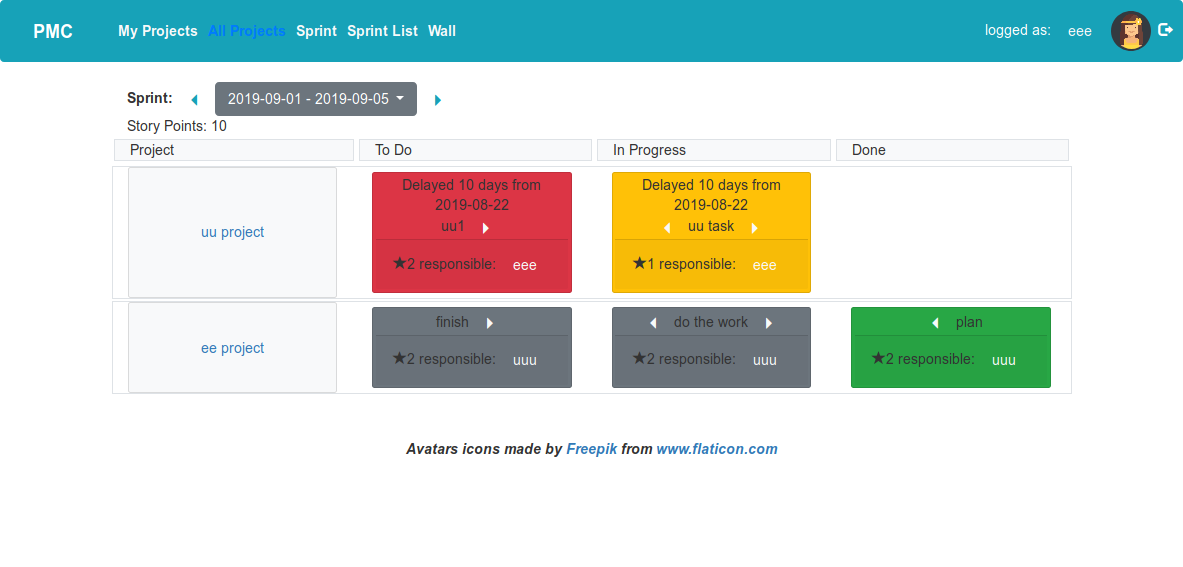 PMC My Projects All Projects Sprint Sprint List Wall logged as: eee
Sprint: 2019-09-01 - 2019-09-05
Story Points: 10
Project To Do In Progress Done
uu project
Delayed 10 days from
2019-08-22
uu1
★2 responsible: eee
Delayed 10 days from
2019-08-22
uu task
★1 responsible: eee
ee project
finish
★2 responsible: uuu
do the work
★2 responsible: uuu
plan
★2 responsible: uuu
Avatars icons made by Freepik from www.flaticon.com